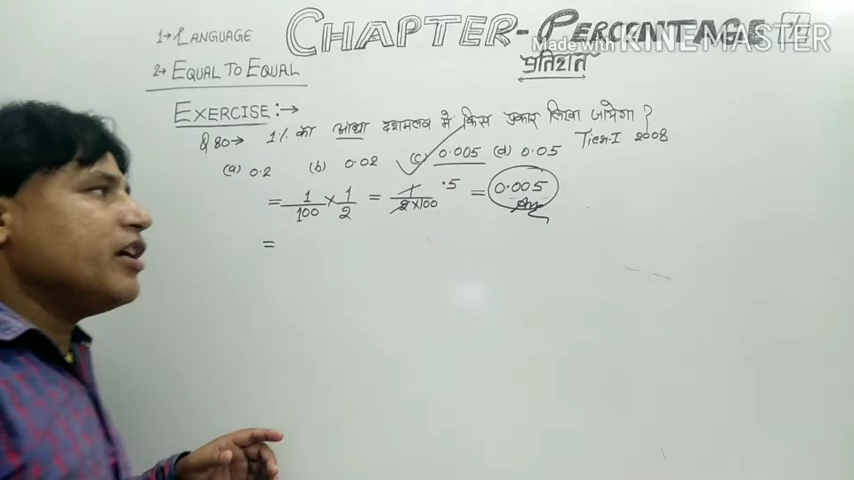 1→ LANGUAGE
CHAPTER-PERCENTAGE %
Made with KINEMASTER
प्रतिशत
2→ EQUAL TO EQUAL
EXERCISE:→
Q 80→ 1% का आधा दशमलव में किस प्रकार लिखा जायेगा ?
Tier-I 2008
(a) 0.2 (b) 0.02 (c) 0.005 (d) 0.05
= 1/100 × 1/2 = 1/2×100 .5 = 0.005
Ans
=